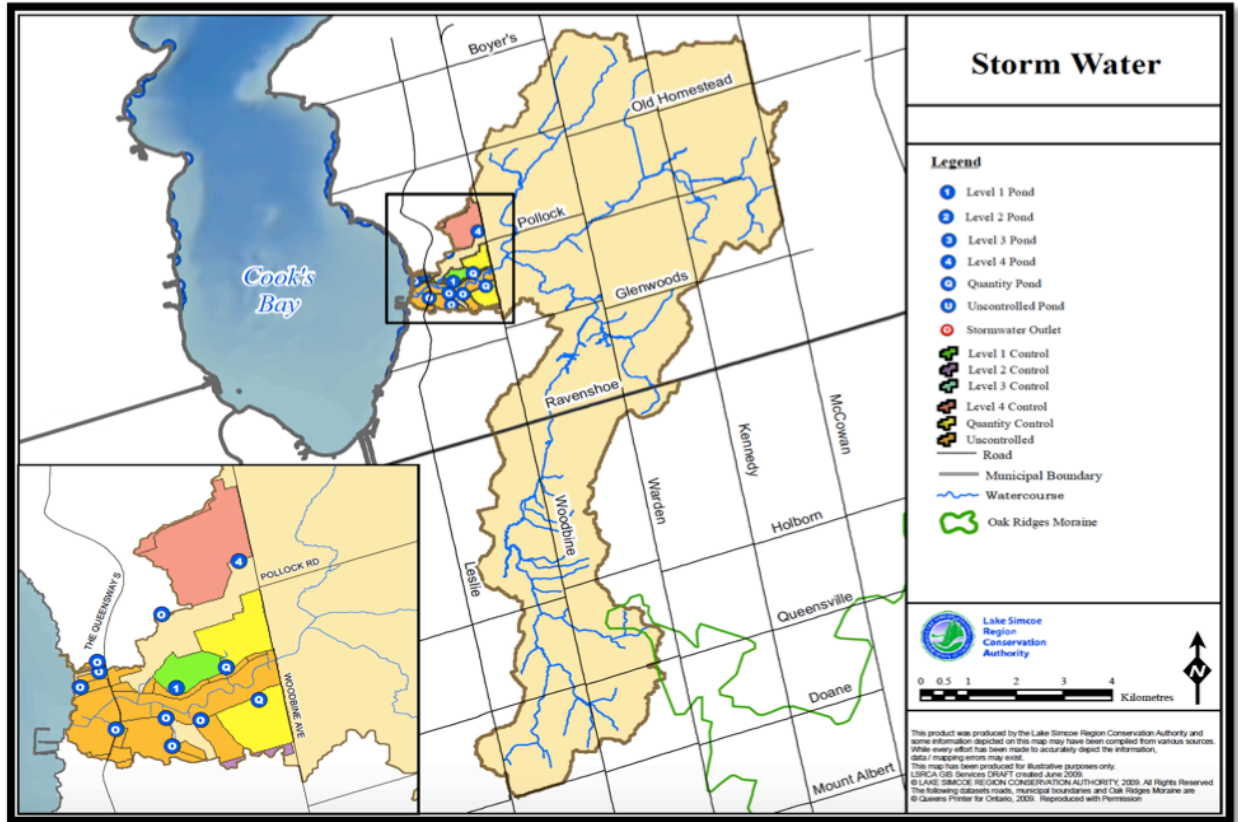 Storm Water
Legend
1 Level 1 Pond
2 Level 2 Pond
3 Level 3 Pond
4 Level 4 Pond
Q Quantity Pond
U Uncontrolled Pond
O Stormwater Outlet
Level 1 Control
Level 2 Control
Level 3 Control
Level 4 Control
Quantity Control
Uncontrolled
Road
Municipal Boundary
Watercourse
Oak Ridges Moraine
Lake Simcoe
Region
Conservation
Authority
N
0 0.5 1 2 3 4
Kilometres
This product was produced by the Lake Simcoe Region Conservation Authority and
some information depicted on this map may have been compiled from various sources.
While every effort has been made to accurately depict the information,
data / mapping errors may exist.
This map has been produced for illustrative purposes only.
LSRCA GIS Services DRAFT created June 2009.
© LAKE SIMCOE REGION CONSERVATION AUTHORITY, 2009. All Rights Reserved
The following datasets roads, municipal boundaries and Oak Ridges Moraine are
© Queens Printer for Ontario, 2009. Reproduced with Permission
Boyer's
Old Homestead
Pollock
Cook's
Bay
Glenwoods
Ravenshoe
McCowan
Kennedy
Warden
Woodbine
Leslie
Holborn
Queensville
Doane
Mount Albert
4
1
Q
Q
THE QUEENSWAY S
POLLOCK RD
WOODBINE AVE
4
1
Q
Q